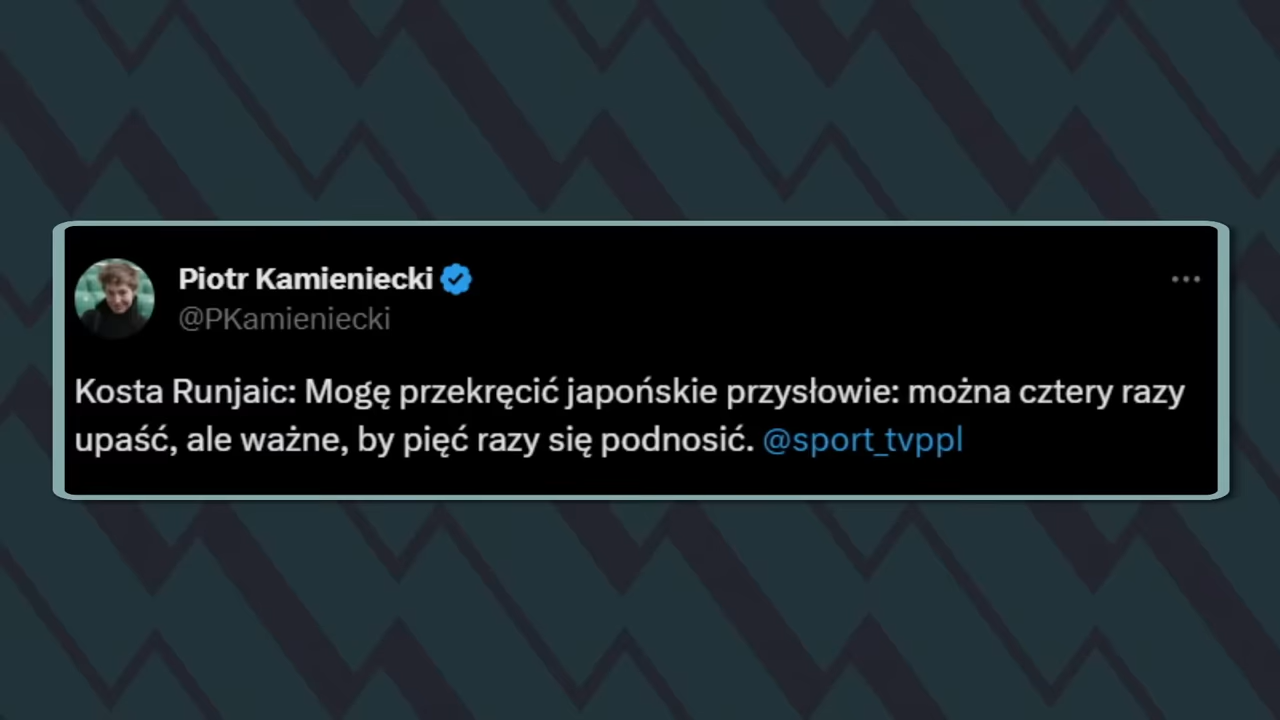 Piotr Kamieniecki
@PKamieniecki
Kosta Runjaic: Mogę przekręcić japońskie przysłowie: można cztery razy
upaść, ale ważne, by pięć razy się podnosić. @sport_tvppl